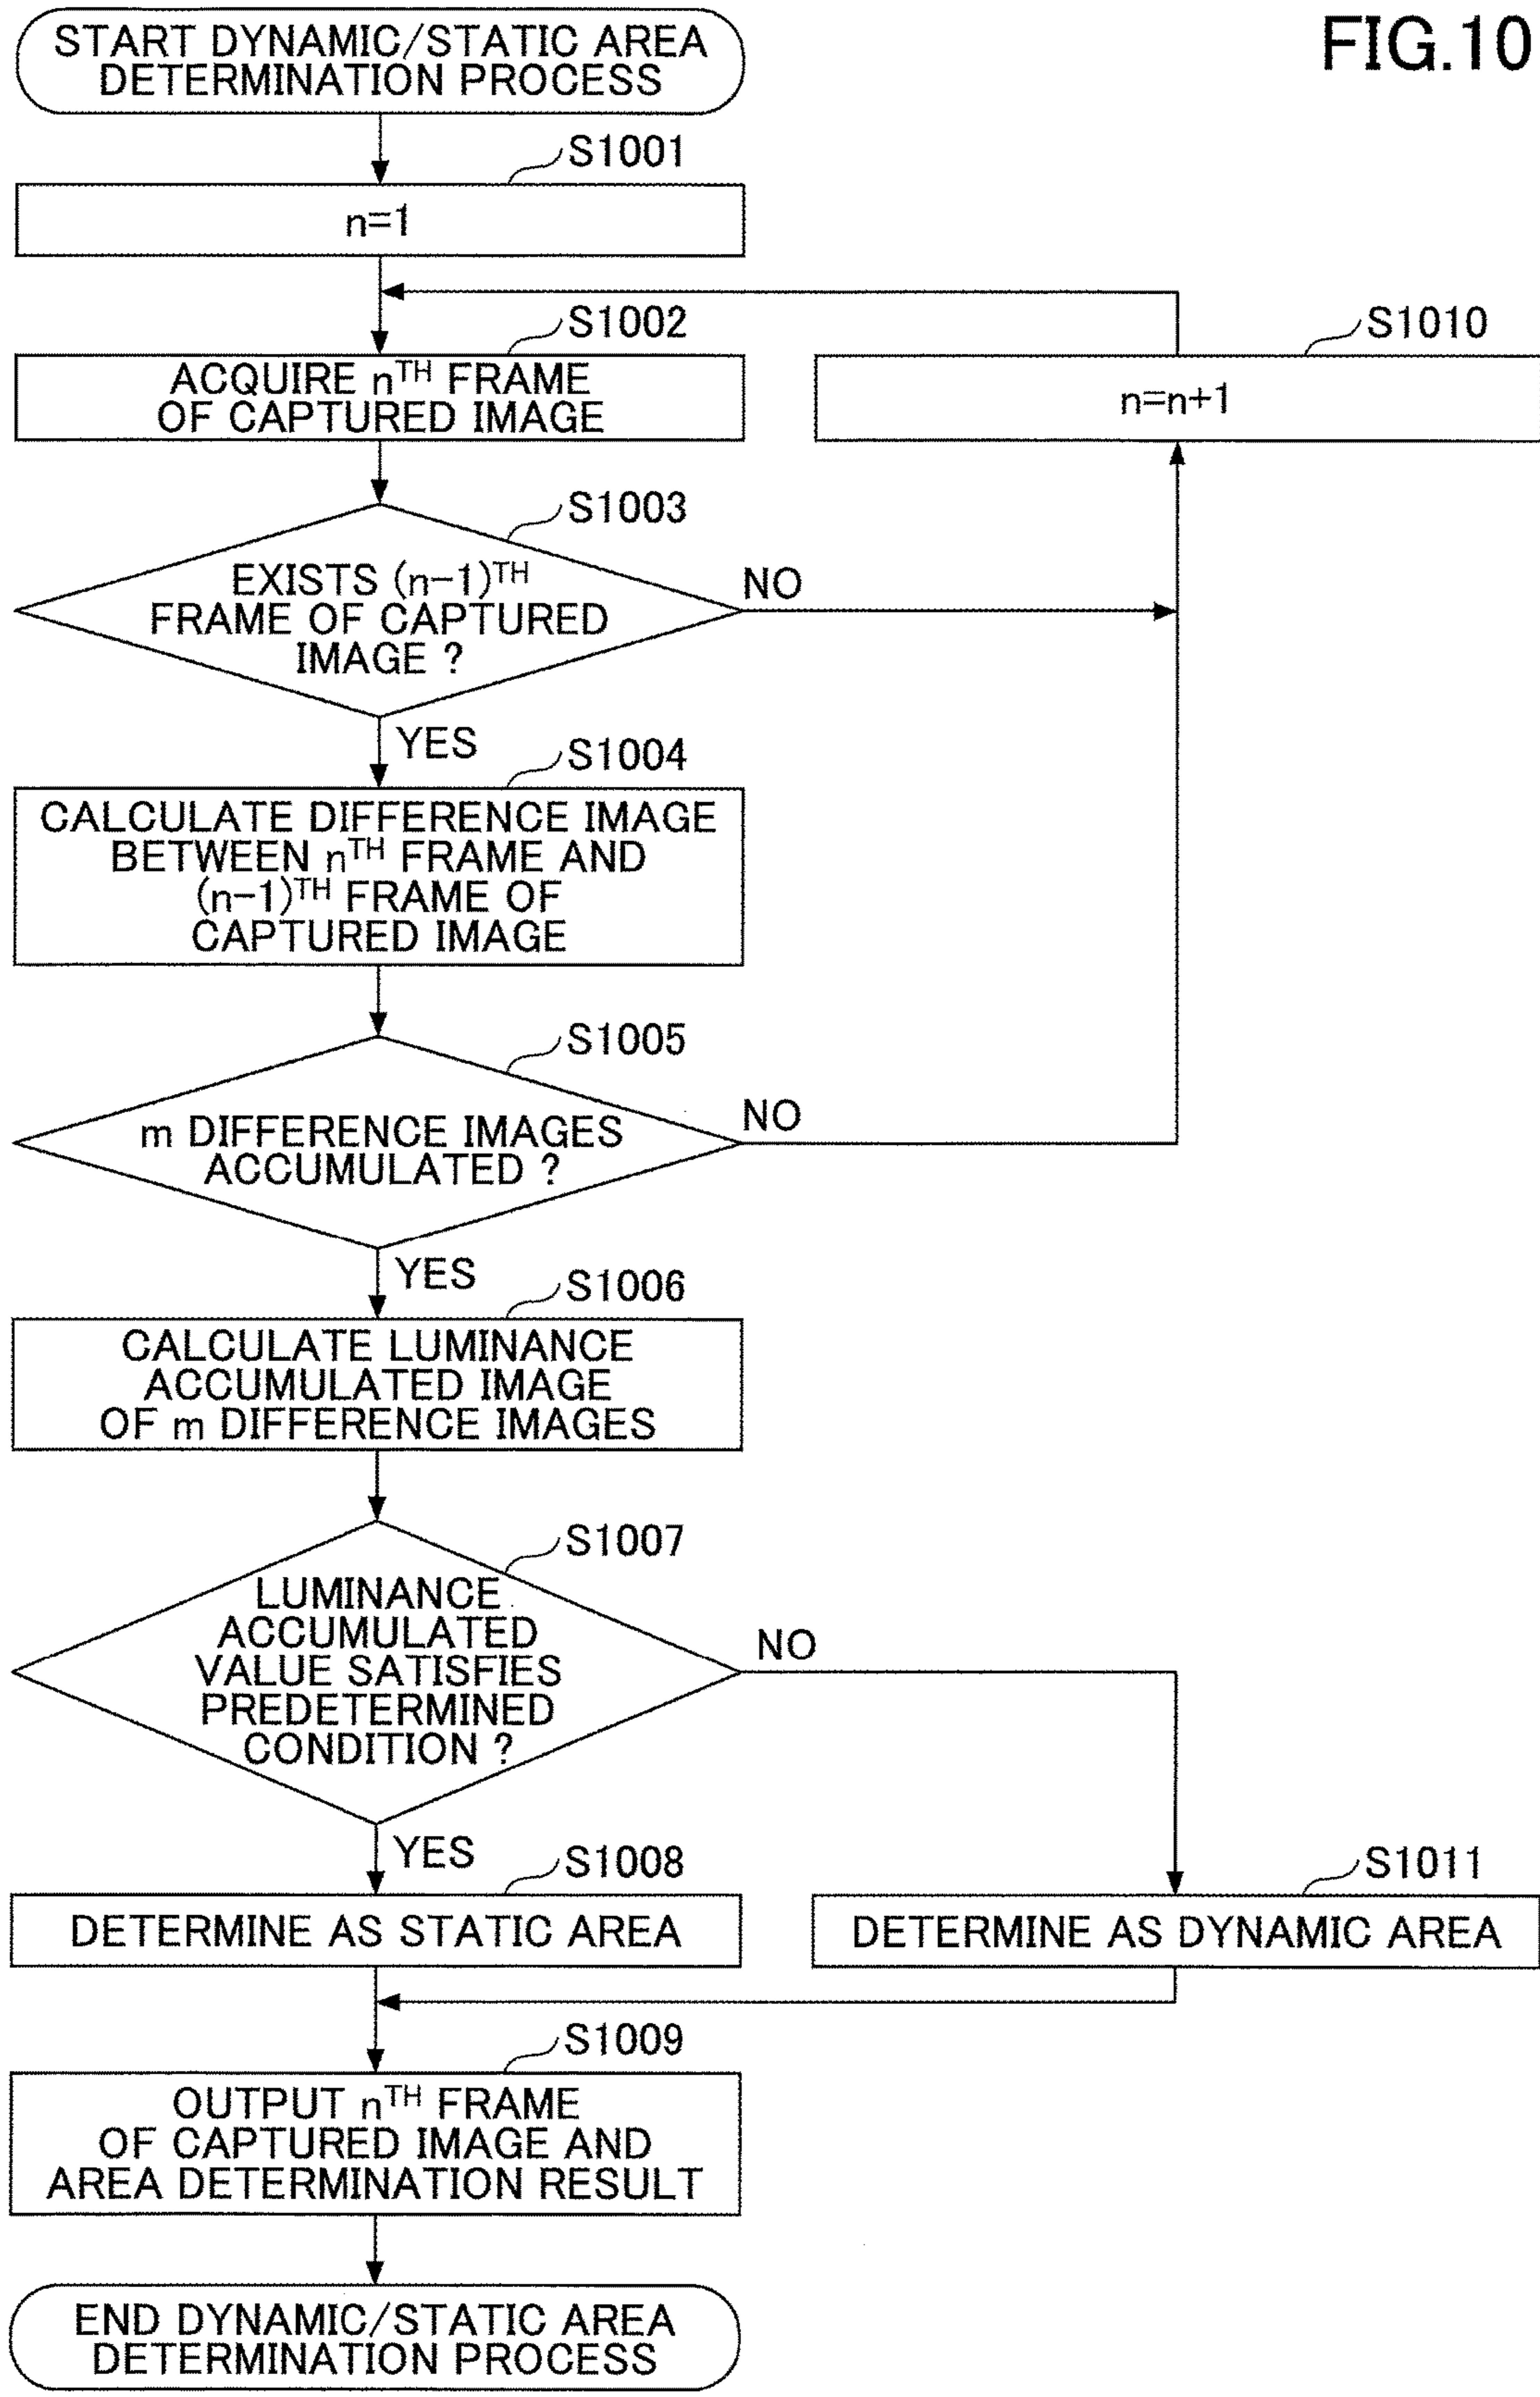 FIG.10
START DYNAMIC/STATIC AREA
DETERMINATION PROCESS
S1001
n=1
S1002
ACQUIRE nTH FRAME
OF CAPTURED IMAGE
S1010
n=n+1
S1003
EXISTS (n-1)TH
FRAME OF CAPTURED
IMAGE ?
NO
YES
S1004
CALCULATE DIFFERENCE IMAGE
BETWEEN nTH FRAME AND
(n-1)TH FRAME OF
CAPTURED IMAGE
S1005
m DIFFERENCE IMAGES
ACCUMULATED ?
NO
YES
S1006
CALCULATE LUMINANCE
ACCUMULATED IMAGE
OF m DIFFERENCE IMAGES
S1007
LUMINANCE
ACCUMULATED
VALUE SATISFIES
PREDETERMINED
CONDITION ?
NO
YES
S1008
DETERMINE AS STATIC AREA
S1011
DETERMINE AS DYNAMIC AREA
S1009
OUTPUT nTH FRAME
OF CAPTURED IMAGE AND
AREA DETERMINATION RESULT
END DYNAMIC/STATIC AREA
DETERMINATION PROCESS